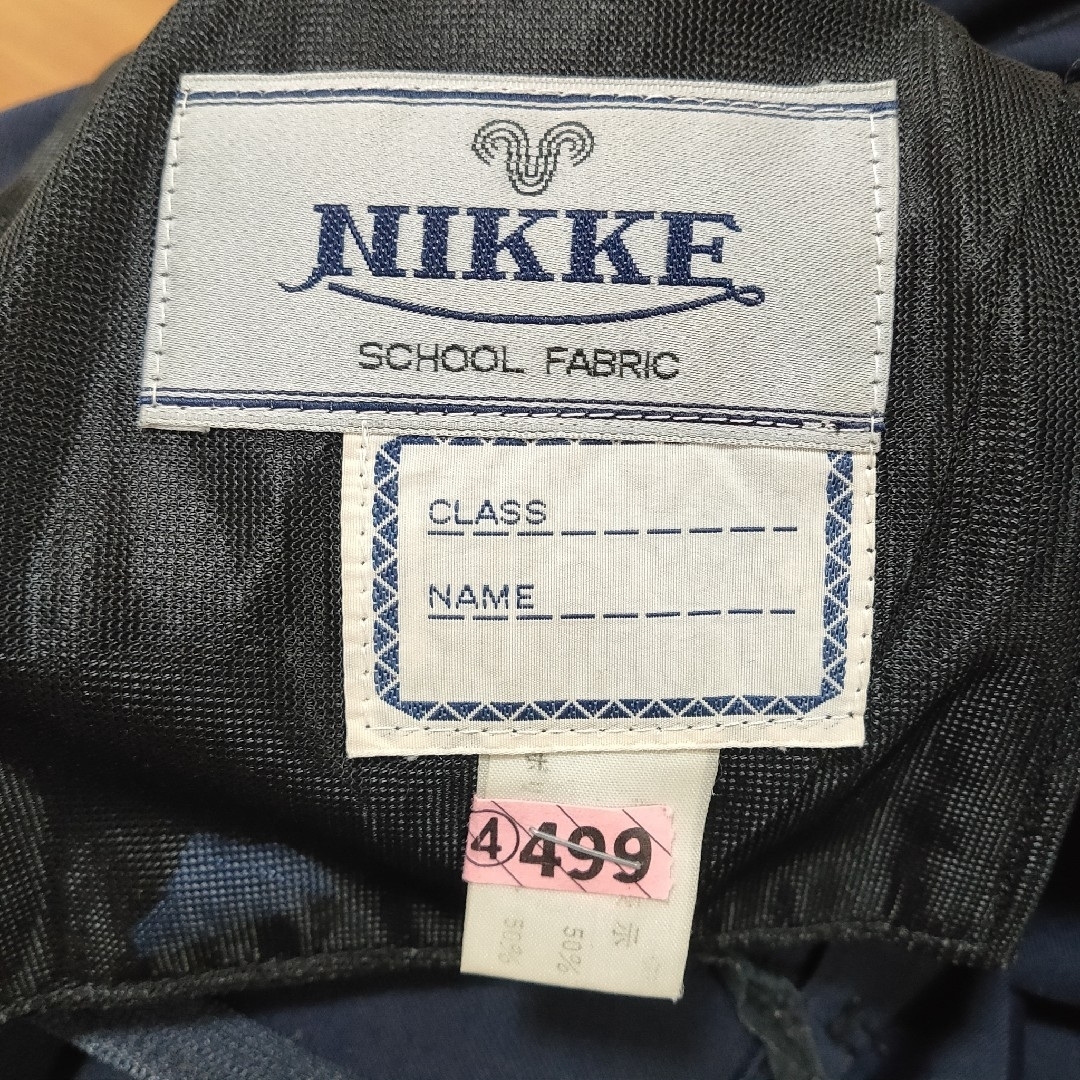 NIKKE
SCHOOL FABRIC
CLASS
NAME
④499
50%
50%